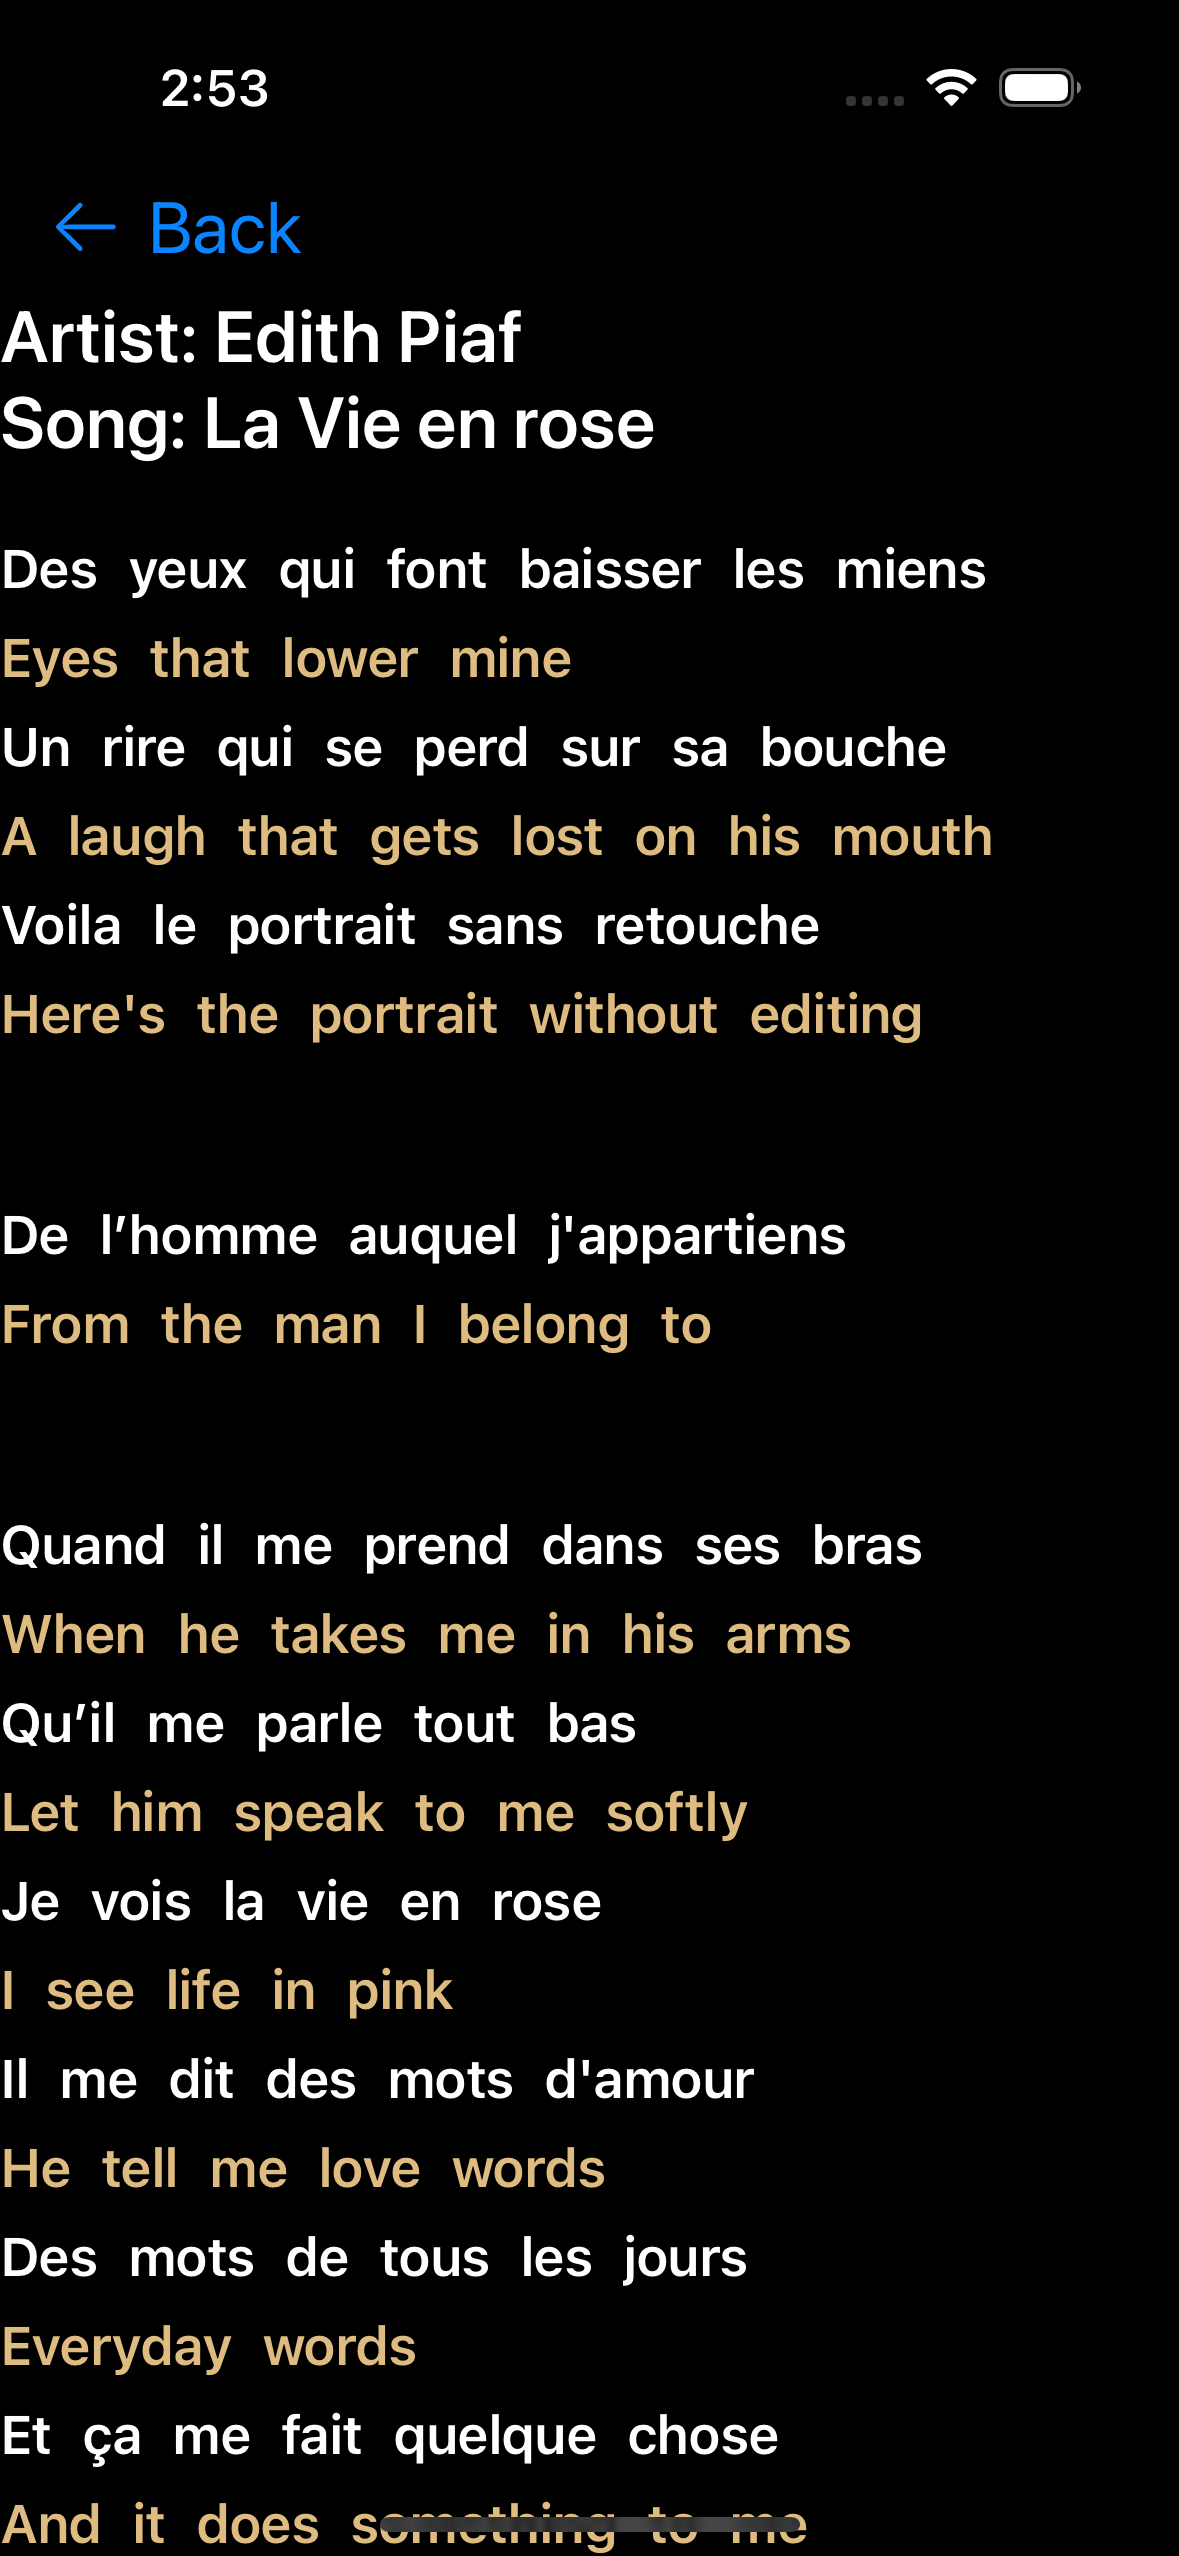 2:53
Back
Artist: Edith Piaf
Song: La Vie en rose
Des yeux qui font baisser les miens
Eyes that lower mine
Un rire qui se perd sur sa bouche
A laugh that gets lost on his mouth
Voila le portrait sans retouche
Here's the portrait without editing
De l’homme auquel j'appartiens
From the man I belong to
Quand il me prend dans ses bras
When he takes me in his arms
Qu’il me parle tout bas
Let him speak to me softly
Je vois la vie en rose
I see life in pink
Il me dit des mots d'amour
He tell me love words
Des mots de tous les jours
Everyday words
Et ça me fait quelque chose
And it does something to me